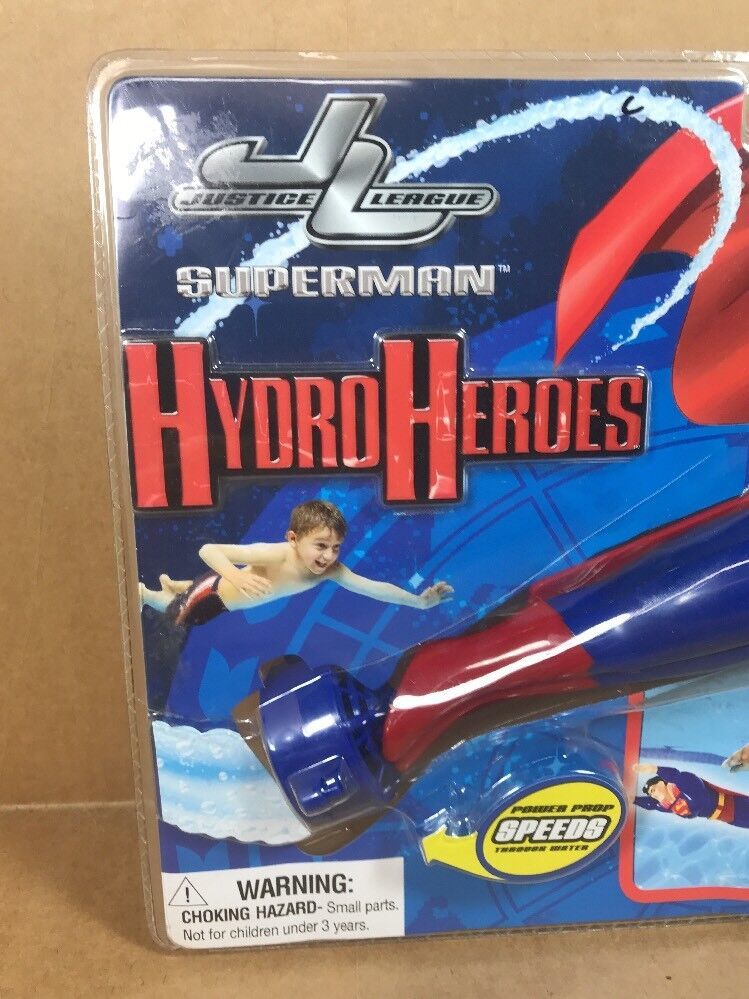 JUSTICE LEAGUE
SUPERMAN™
HYDROHEROES
POWER PROP
SPEEDS
THROUGH WATER
WARNING:
CHOKING HAZARD- Small parts.
Not for children under 3 years.